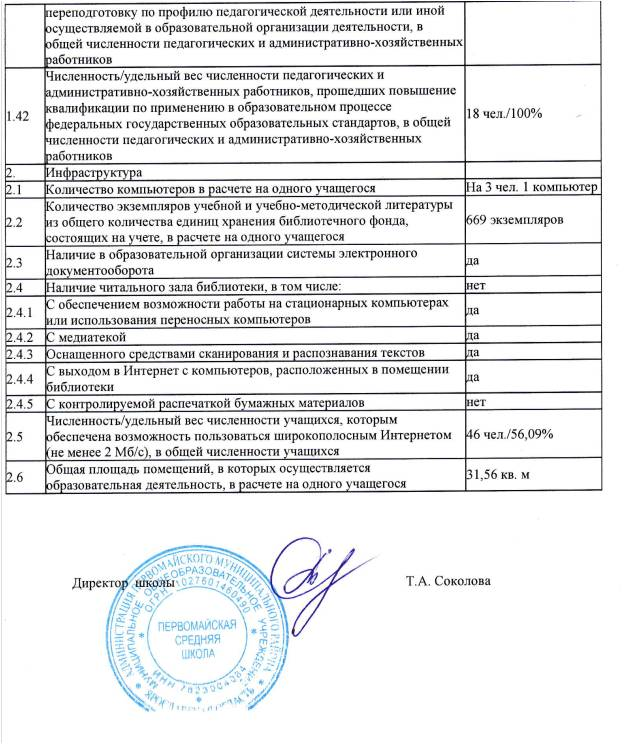 переподготовку по профилю педагогической деятельности или иной
осуществляемой в образовательной организации деятельности, в
общей численности педагогических и административно-хозяйственных
работников
1.42 Численность/удельный вес численности педагогических и
административно-хозяйственных работников, прошедших повышение
квалификации по применению в образовательном процессе
федеральных государственных образовательных стандартов, в общей
численности педагогических и административно-хозяйственных
работников
18 чел./100%
2. Инфраструктура
2.1 Количество компьютеров в расчете на одного учащегося На 3 чел. 1 компьютер
2.2 Количество экземпляров учебной и учебно-методической литературы
из общего количества единиц хранения библиотечного фонда,
состоящих на учете, в расчете на одного учащегося
669 экземпляров
2.3 Наличие в образовательной организации системы электронного
документооборота
да
2.4 Наличие читального зала библиотеки, в том числе: нет
2.4.1 С обеспечением возможности работы на стационарных компьютерах
или использования переносных компьютеров
да
2.4.2 С медиатекой да
2.4.3 Оснащенного средствами сканирования и распознавания текстов да
2.4.4 С выходом в Интернет с компьютеров, расположенных в помещении
библиотеки
да
2.4.5 С контролируемой распечаткой бумажных материалов нет
2.5 Численность/удельный вес численности учащихся, которым
обеспечена возможность пользоваться широкополосным Интернетом
(не менее 2 Мб/с), в общей численности учащихся
46 чел./56,09%
2.6 Общая площадь помещений, в которых осуществляется
образовательная деятельность, в расчете на одного учащегося
31,56 кв. м
Директор школы Т.А. Соколова
АДМИНИСТРАЦИЯ ПЕРВОМАЙСКОГО МУНИЦИПАЛЬНОГО РАЙОНА
МУНИЦИПАЛЬНОЕ ОБЩЕОБРАЗОВАТЕЛЬНОЕ УЧРЕЖДЕНИЕ
ОГРН 1027601460490
ПЕРВОМАЙСКАЯ
СРЕДНЯЯ
ШКОЛА
ИНН